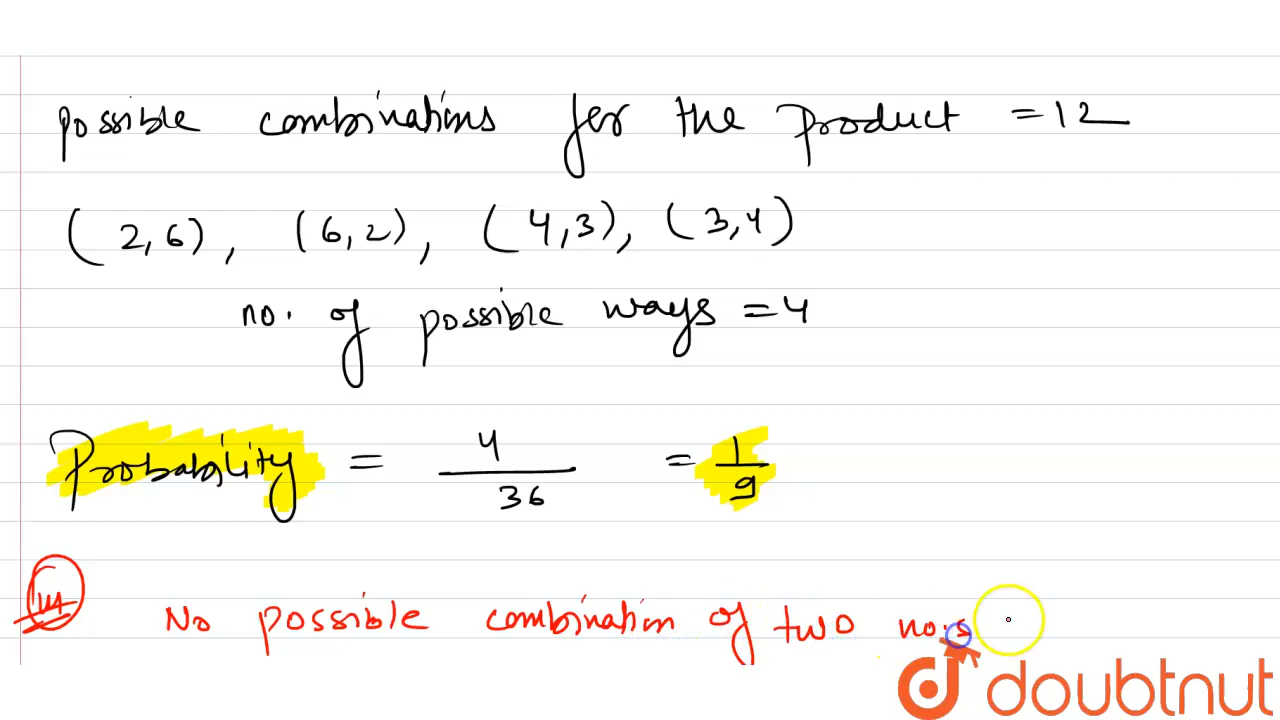 possible combinations for the product = 12
(2,6), (6,2), (4,3), (3,4)
no. of possible ways = 4
Probability = 4/36 = 1/9
No possible combination of two no.s
doubtnut